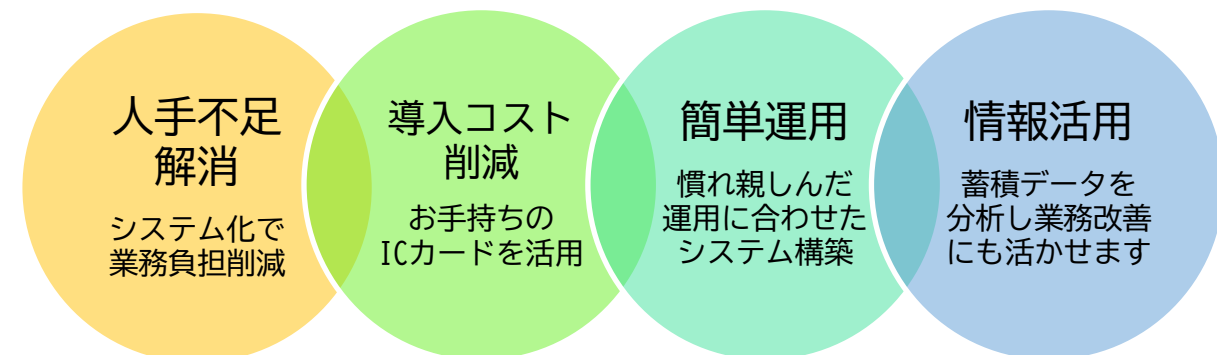 人手不足
解消
システム化で
業務負担削減
導入コスト
削減
お手持ちの
ICカードを活用
簡単運用
慣れ親しんだ
運用に合わせた
システム構築
情報活用
蓄積データを
分析し業務改善
にも活かせます